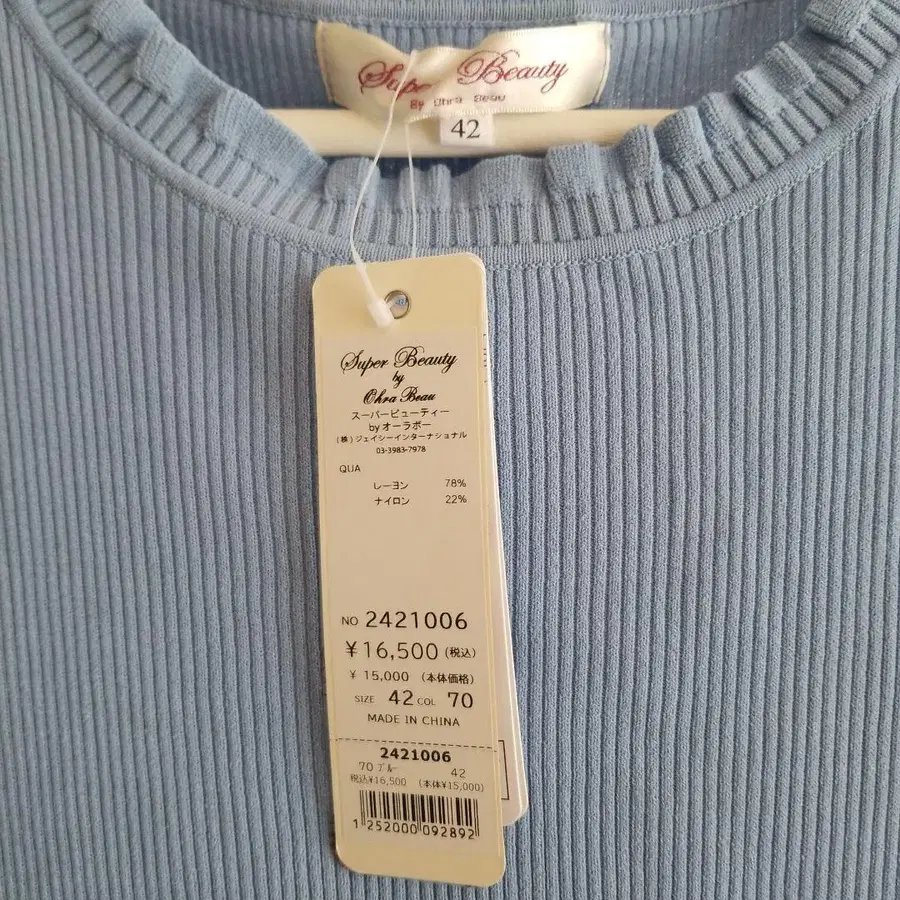 Super Beauty
By Ohra Beau
42
Super Beauty
by
Ohra Beau
スーパービューティー
byオーラボー
(株)ジェイシーインターナショナル
03-3983-7978
QUA
レーヨン 78%
ナイロン 22%
NO 2421006
¥16,500 (税込)
¥ 15,000 (本体価格)
SIZE 42 COL 70
MADE IN CHINA
2421006
70 ブルー 42
税込¥16,500 (本体¥15,000)
1 252000 092892